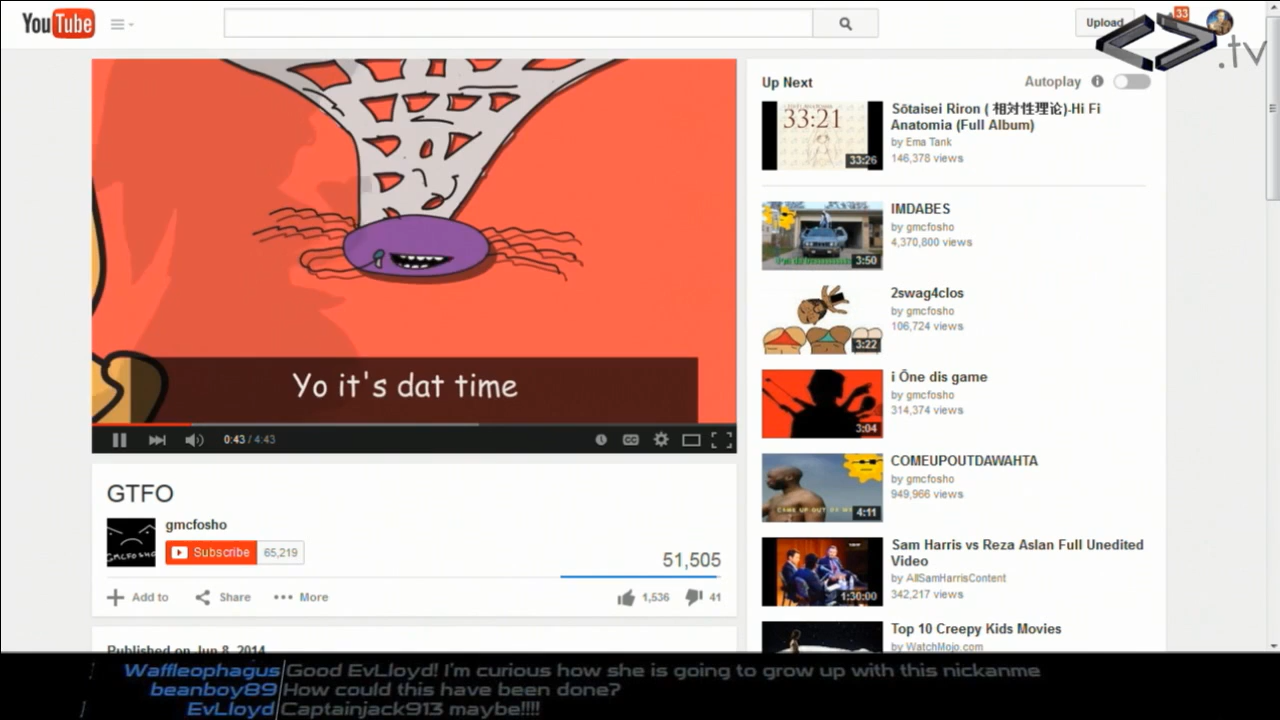 YouTube
Upload
33
.tv
Yo it's dat time
0:43 / 4:43
CC
GTFO
GMCFOSHO
gmcfosho
Subscribe 65,219
51,505
Add to
Share
More
1,536
41
Published on Jun 8, 2014
Up Next
Autoplay
33:21
33:26
Sōtaisei Riron ( 相対性理论)-Hi Fi
Anatomia (Full Album)
by Ema Tank
146,378 views
3:50
IMDABES
by gmcfosho
4,370,800 views
3:22
2swag4clos
by gmcfosho
106,724 views
3:04
i Ōne dis game
by gmcfosho
314,374 views
COME UP OUT DA WA
4:11
COMEUPOUTDAWAHTA
by gmcfosho
949,966 views
1:30:00
Sam Harris vs Reza Aslan Full Unedited
Video
by AllSamHarrisContent
342,217 views
Top 10 Creepy Kids Movies
by WatchMojo.com
Waffleophagus Good EvLloyd! I'm curious how she is going to grow up with this nickanme
beanboy89 How could this have been done?
EvLloyd Captainjack913 maybe!!!!